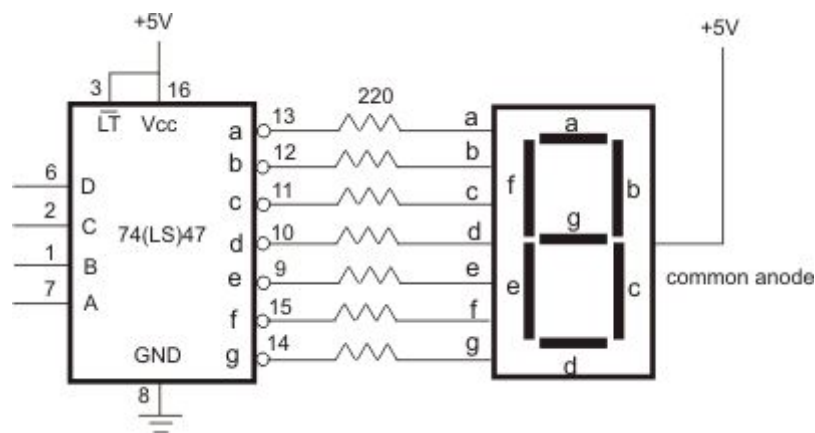 +5V +5V
3 16 220
LT Vcc a 13 a a
b 12 b
6 D c 11 c f b
2 C 74(LS)47 d 10 d g
1 B e 9 e e c common anode
7 A f 15 f
GND g 14 g d
8